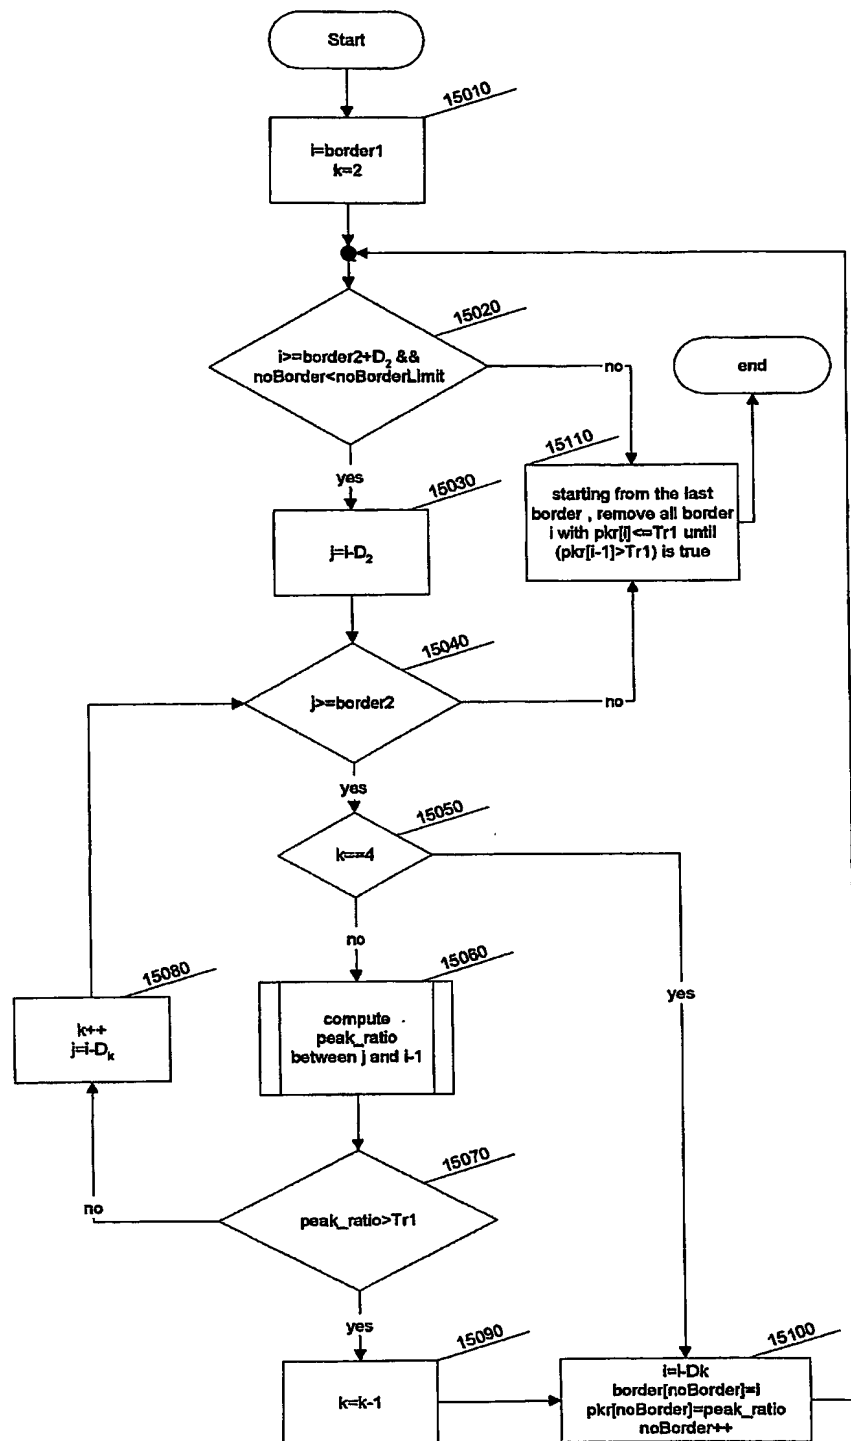 Start
15010
i=border1
k=2
15020
i>=border2+D₂ &&
noBorder<noBorderLimit
no
end
yes
15110
starting from the last
border , remove all border
i with pkr[i]<=Tr1 until
(pkr[i-1]>Tr1) is true
15030
j=i-D₂
15040
j>=border2
no
yes
15050
k==4
no
yes
15060
compute
peak_ratio
between j and i-1
15080
k++
j=i-Dₖ
15070
peak_ratio>Tr1
no
yes
15090
k=k-1
15100
i=i-Dk
border[noBorder]=i
pkr[noBorder]=peak_ratio
noBorder++